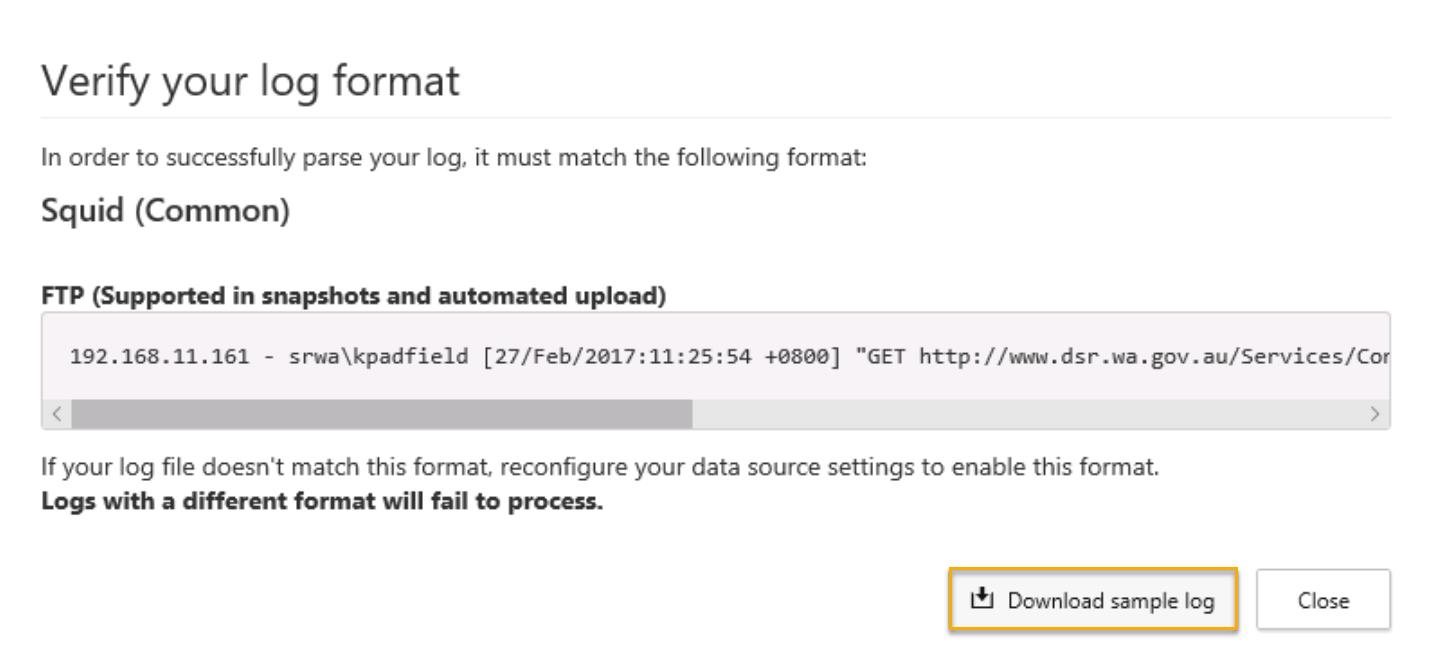 Verify your log format
In order to successfully parse your log, it must match the following format:
Squid (Common)
FTP (Supported in snapshots and automated upload)
192.168.11.161 - srwa\kpadfield [27/Feb/2017:11:25:54 +0800] "GET http://www.dsr.wa.gov.au/Services/Cor
If your log file doesn't match this format, reconfigure your data source settings to enable this format.
Logs with a different format will fail to process.
Download sample log
Close